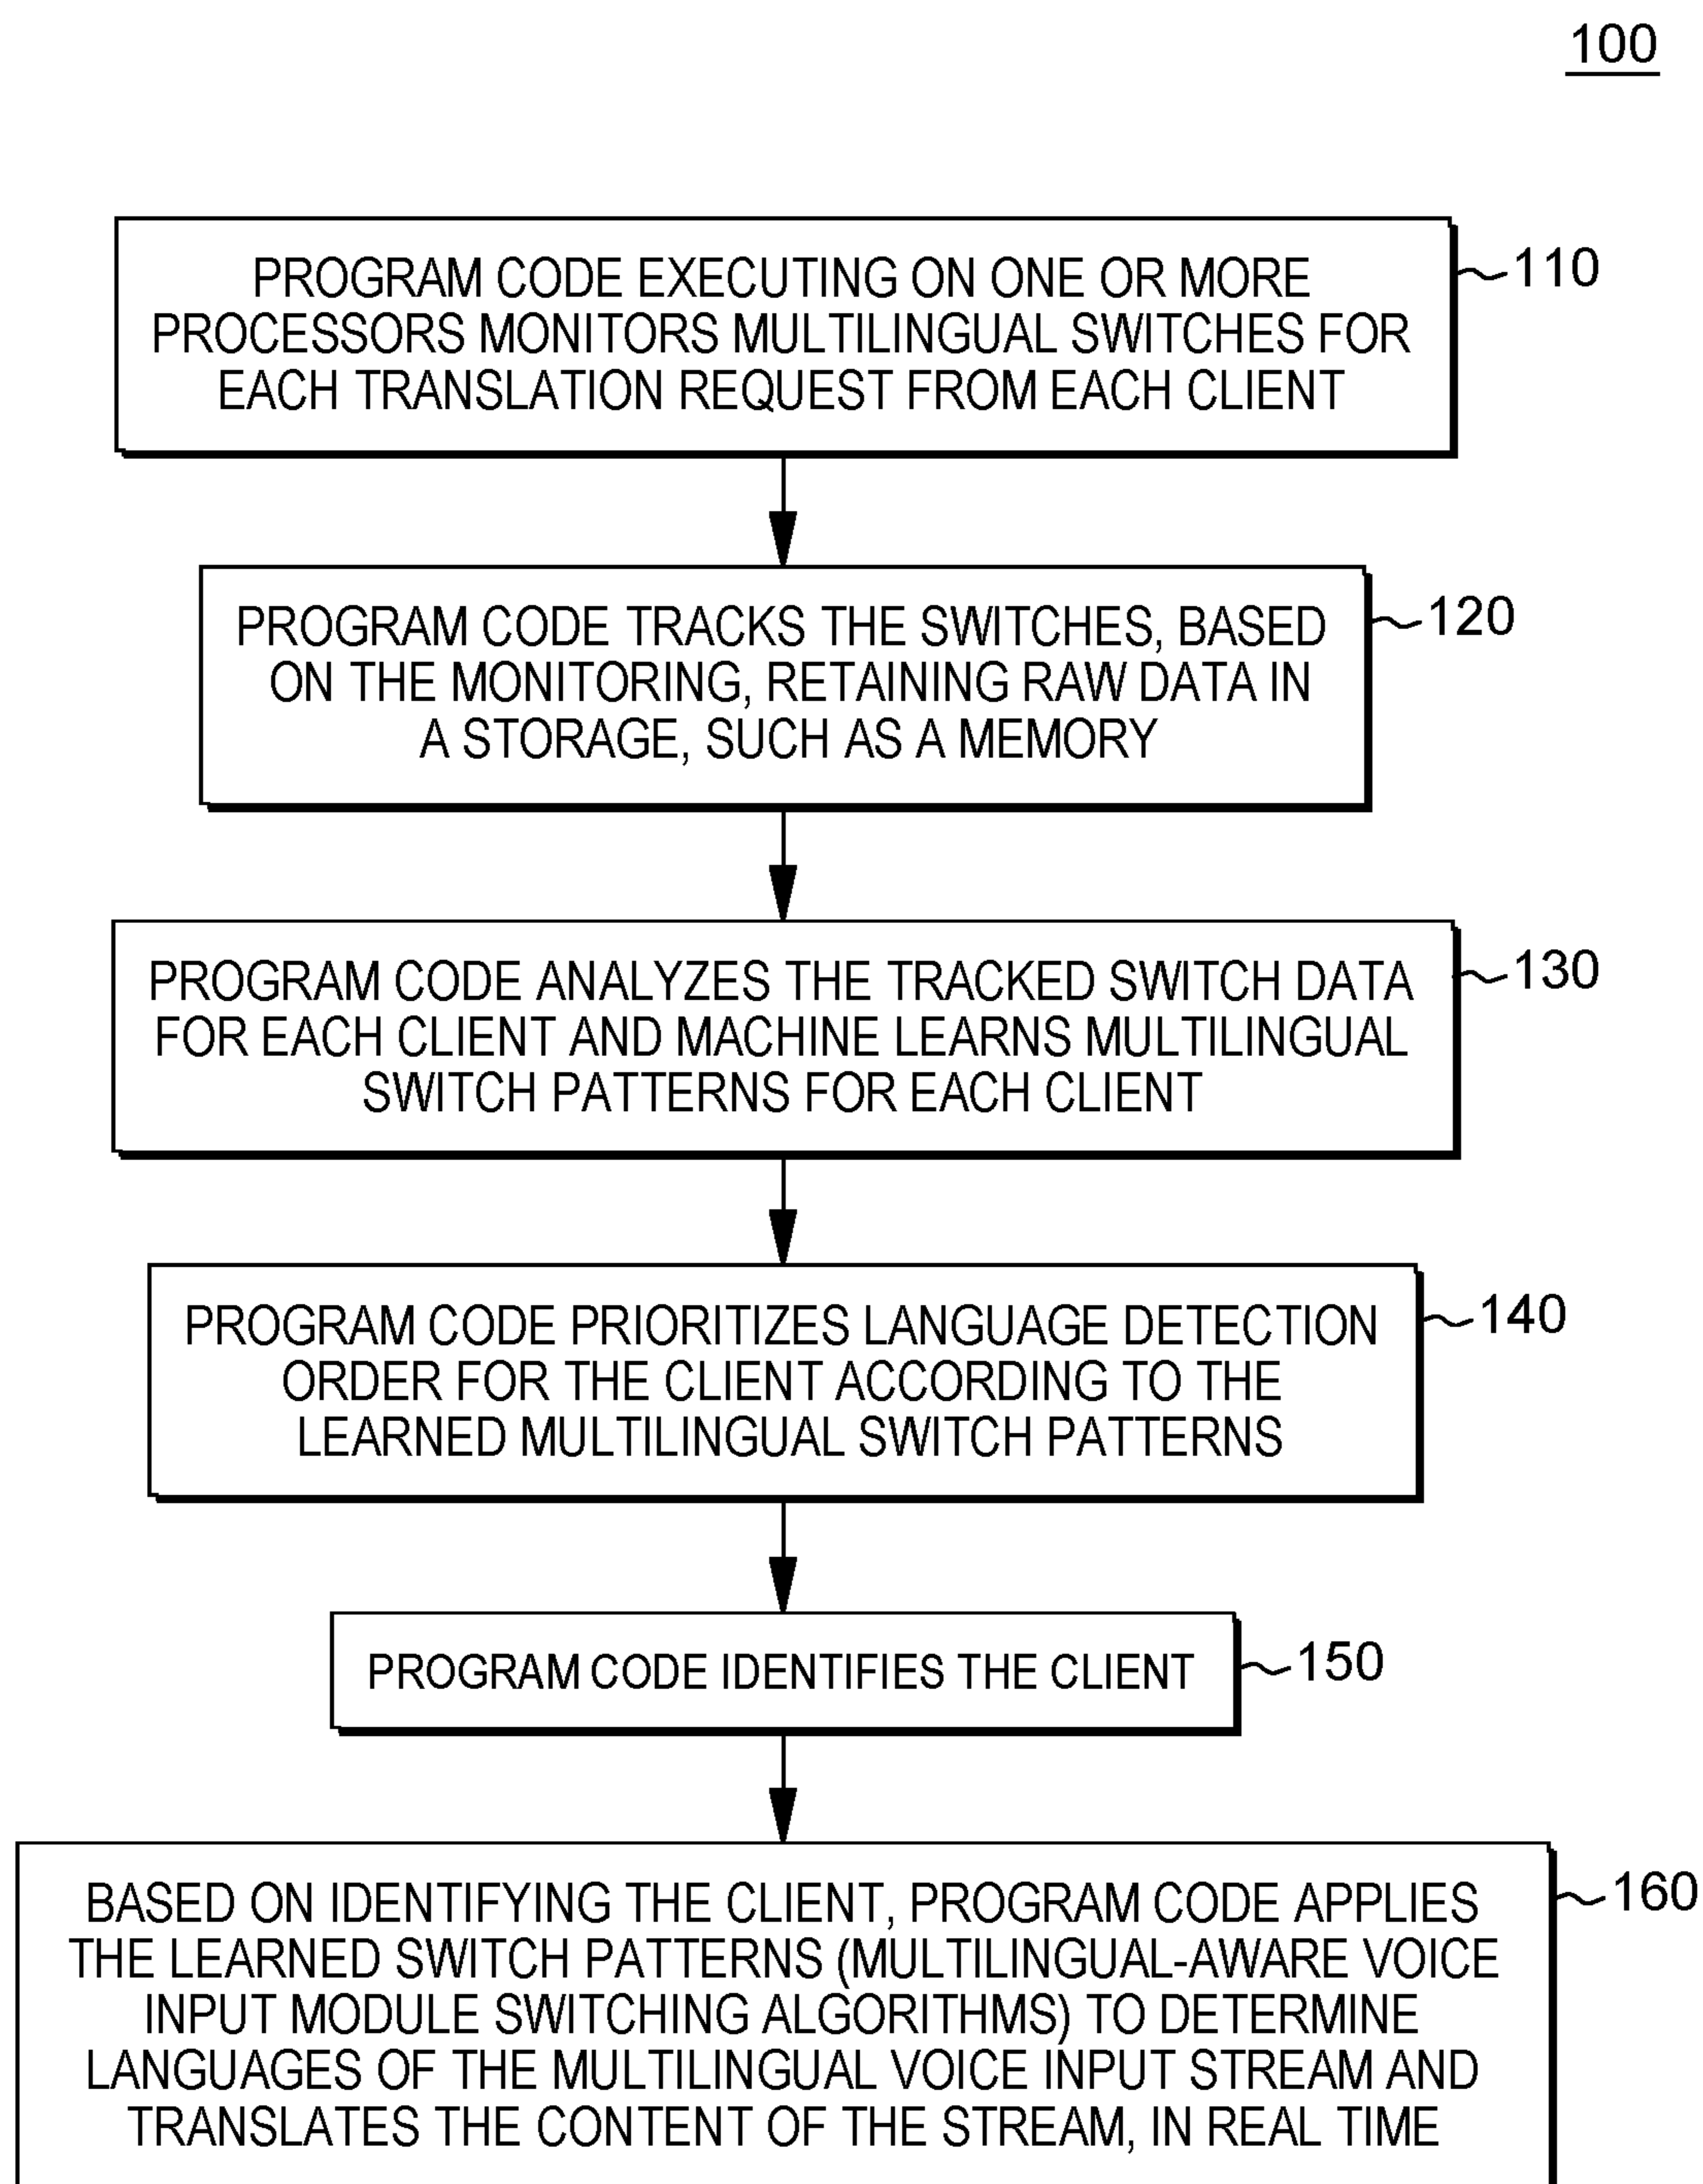 100
PROGRAM CODE EXECUTING ON ONE OR MORE
PROCESSORS MONITORS MULTILINGUAL SWITCHES FOR
EACH TRANSLATION REQUEST FROM EACH CLIENT
110
PROGRAM CODE TRACKS THE SWITCHES, BASED
ON THE MONITORING, RETAINING RAW DATA IN
A STORAGE, SUCH AS A MEMORY
120
PROGRAM CODE ANALYZES THE TRACKED SWITCH DATA
FOR EACH CLIENT AND MACHINE LEARNS MULTILINGUAL
SWITCH PATTERNS FOR EACH CLIENT
130
PROGRAM CODE PRIORITIZES LANGUAGE DETECTION
ORDER FOR THE CLIENT ACCORDING TO THE
LEARNED MULTILINGUAL SWITCH PATTERNS
140
PROGRAM CODE IDENTIFIES THE CLIENT
150
BASED ON IDENTIFYING THE CLIENT, PROGRAM CODE APPLIES
THE LEARNED SWITCH PATTERNS (MULTILINGUAL-AWARE VOICE
INPUT MODULE SWITCHING ALGORITHMS) TO DETERMINE
LANGUAGES OF THE MULTILINGUAL VOICE INPUT STREAM AND
TRANSLATES THE CONTENT OF THE STREAM, IN REAL TIME
160